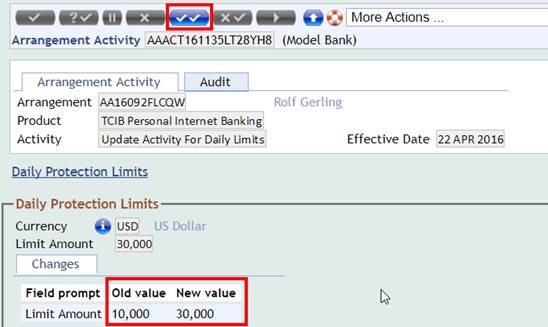 More Actions ...
Arrangement Activity AAACT161135LT28YH8 (Model Bank)
Arrangement Activity Audit
Arrangement AA16092FLCQW Rolf Gerling
Product TCIB Personal Internet Banking
Activity Update Activity For Daily Limits Effective Date 22 APR 2016
Daily Protection Limits
Daily Protection Limits
Currency USD US Dollar
Limit Amount 30,000
Changes
Field prompt Old value New value
Limit Amount 10,000 30,000